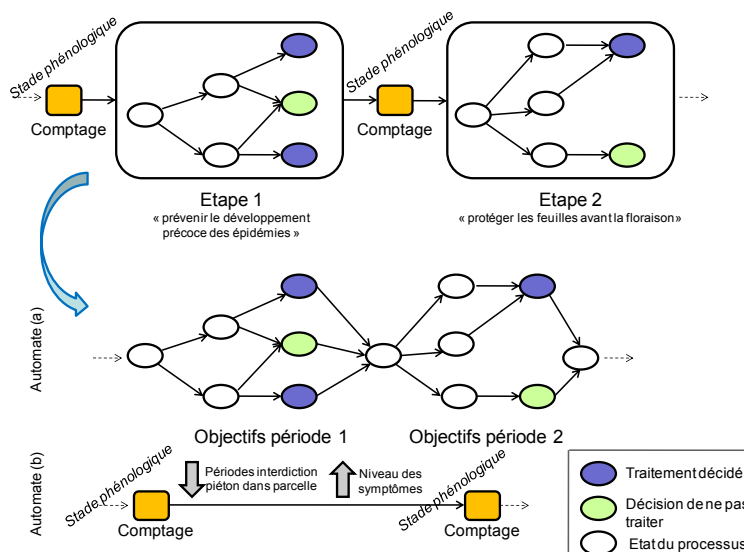 Stade phénologique
Stade phénologique
Comptage
Comptage
Etape 1
« prévenir le développement
précoce des épidémies »
Etape 2
« protéger les feuilles avant la floraison»
Automate (a)
Objectifs période 1
Objectifs période 2
Automate (b)
Stade phénologique
Périodes interdiction
piéton dans parcelle
Niveau des
symptômes
Stade phénologique
Comptage
Comptage
Traitement décidé
Décision de ne pas
traiter
Etat du processus